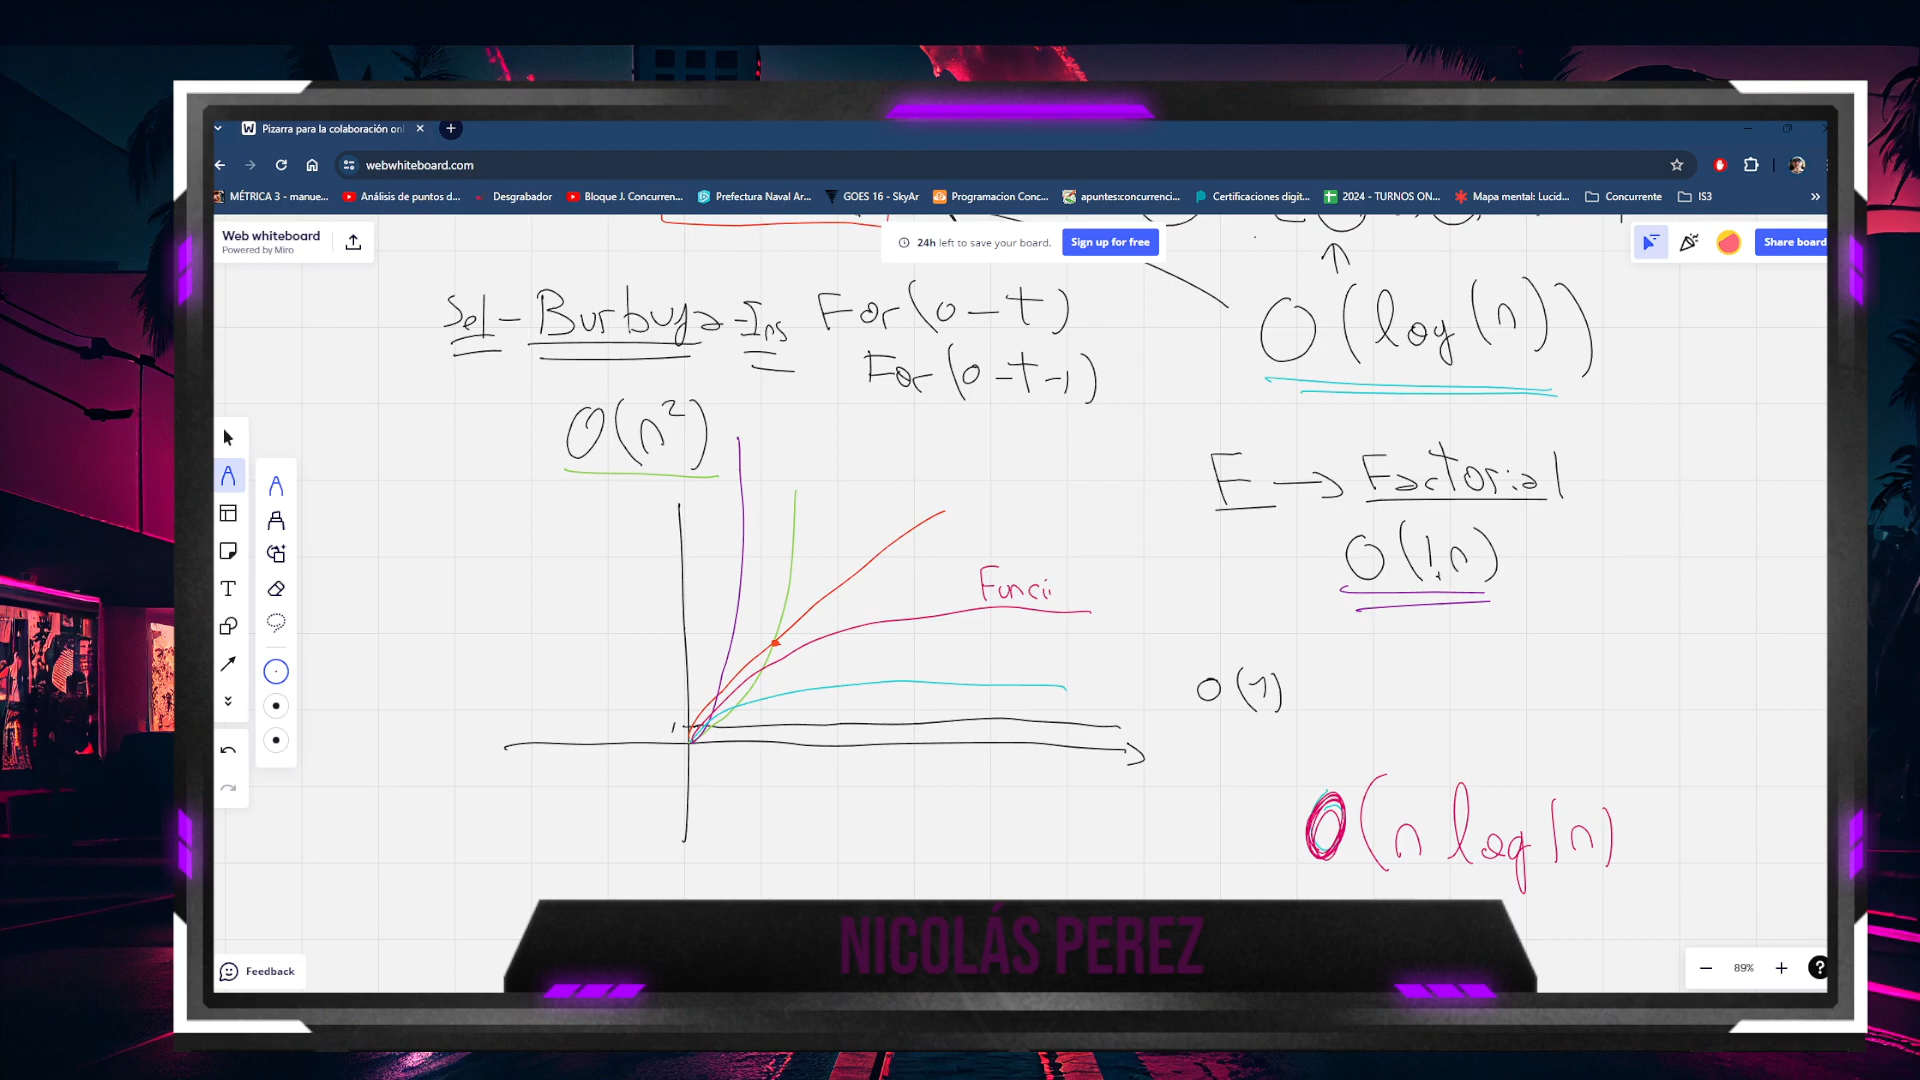 Pizarra para la colaboración onl
webwhiteboard.com
MÉTRICA 3 - manue...
Análisis de puntos d...
Desgrabador
Bloque J. Concurren...
Prefectura Naval Ar...
GOES 16 - SkyAr
Programacion Conc...
apuntes:concurrenci...
Certificaciones digit...
2024 - TURNOS ON...
Mapa mental: Lucid...
Concurrente
IS3
»
Web whiteboard
Powered by Miro
24h left to save your board.
Sign up for free
Share board
Sel - Burbuja - Ins For(0-t)
For(0-t-1)
O(log(n))
O(n²)
F → Factorial
O(!n)
Funcii
1
O(1)
O(n log(n)
NICOLÁS PEREZ
Feedback
− 89% + ?